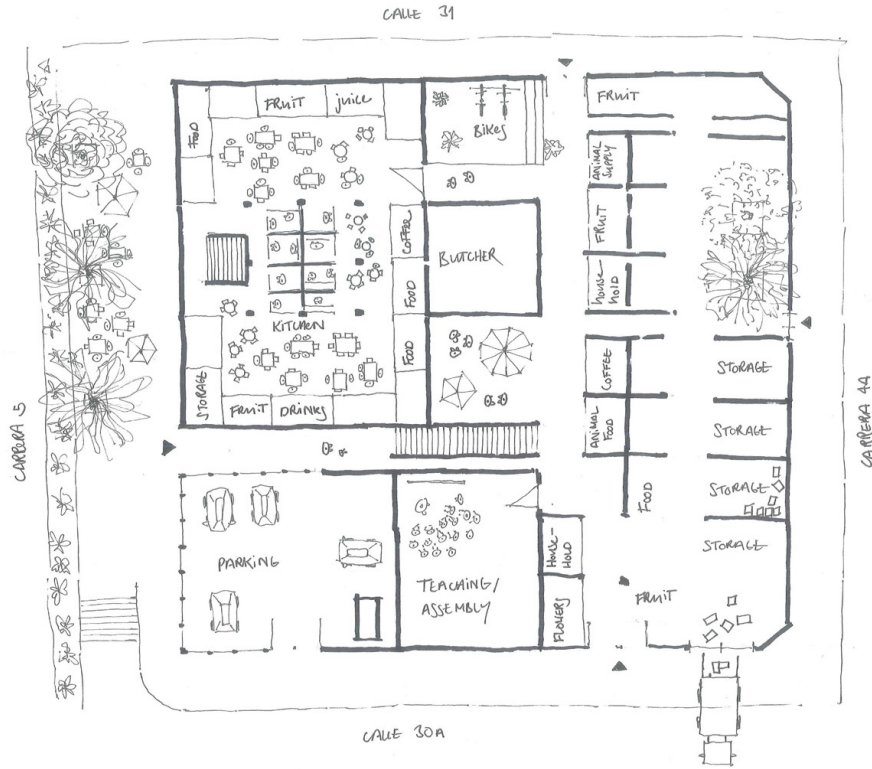 CALLE 31
FRUIT
juice
FOOD
Bikes
FRUIT
ANIMAL
SUPPLY
FRUIT
house-
hold
COFFEE
BUTCHER
FOOD
KITCHEN
FOOD
STORAGE
FRUIT
DRINKS
COFFEE
STORAGE
ANIMAL
FOOD
STORAGE
CARRERA 5
CARRERA 4A
FOOD
STORAGE
STORAGE
PARKING
HOUSE-
HOLD
TEACHING/
ASSEMBLY
FLOWERS
FRUIT
CALLE 30A